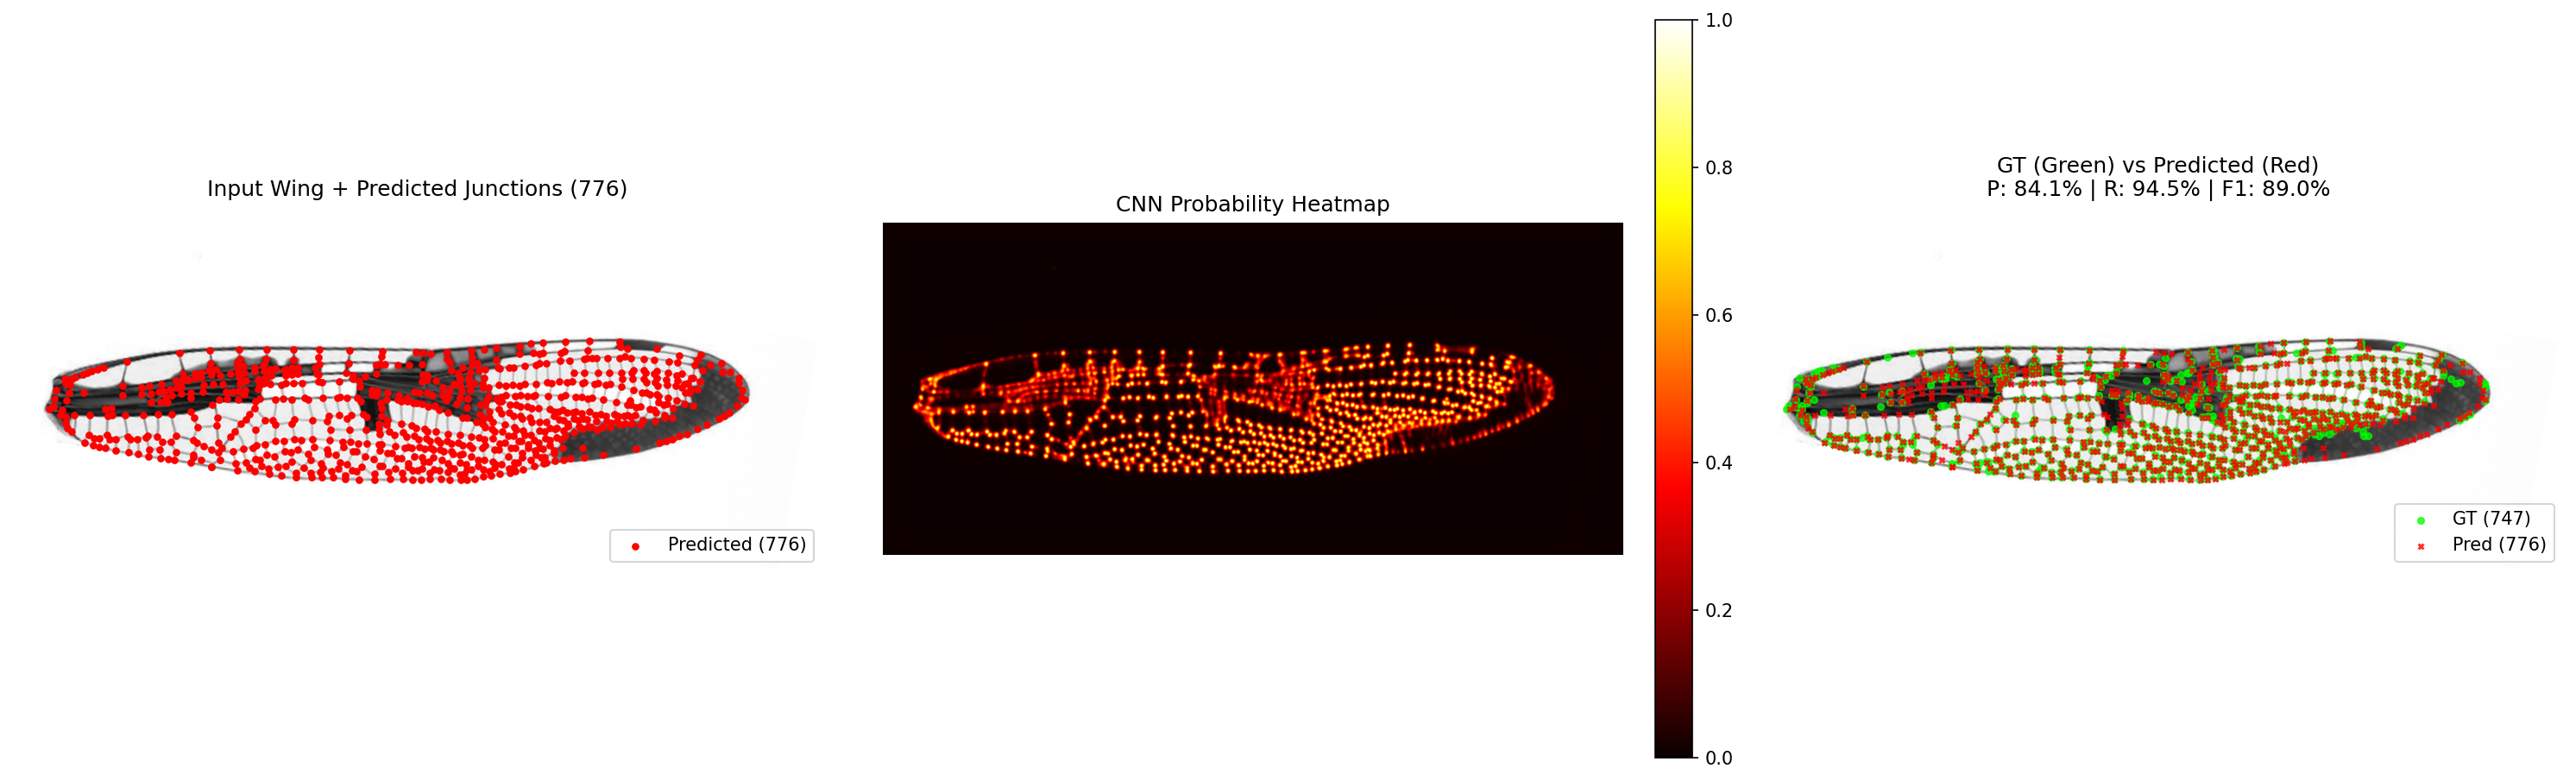 Input Wing + Predicted Junctions (776)
Predicted (776)
CNN Probability Heatmap
1.0
0.8
0.6
0.4
0.2
0.0
GT (Green) vs Predicted (Red)
P: 84.1% | R: 94.5% | F1: 89.0%
GT (747)
Pred (776)